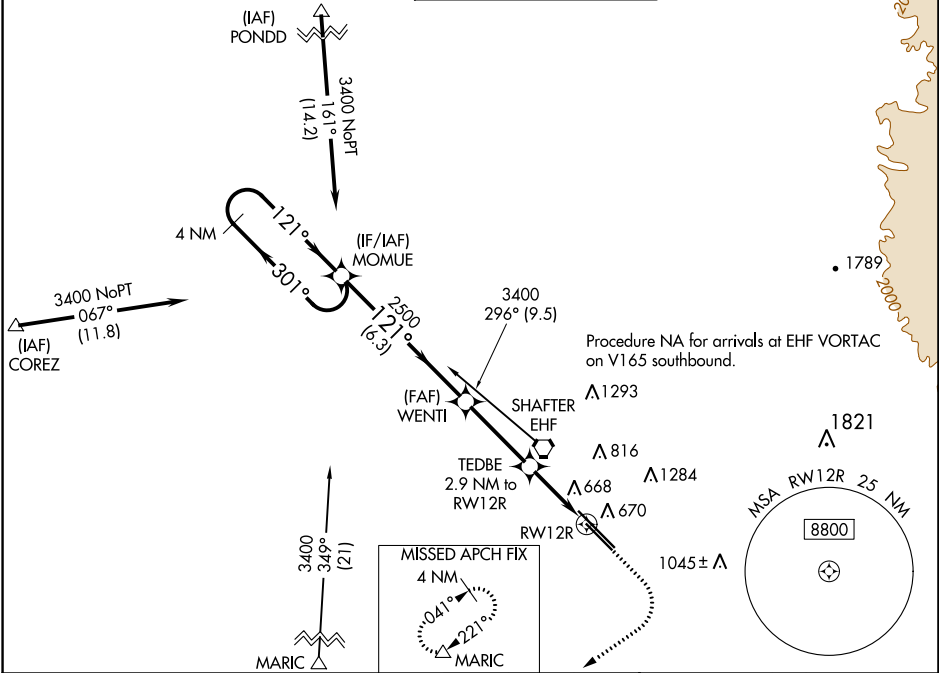 (IAF)
PONDD
3400 NoPT
161°
(14.2)
4 NM
121°
301°
(IF/IAF)
MOMUE
3400 NoPT
067°
(11.8)
(IAF)
COREZ
2500
121°
(6.3)
3400
296° (9.5)
1789
2000
Procedure NA for arrivals at EHF VORTAC
on V165 southbound.
1293
(FAF)
WENTI
SHAFTER
EHF
816
1821
TEDBE
2.9 NM to
RW12R
668
1284
670
RW12R
MSA RW12R 25 NM
8800
3400
349°
(21)
MARIC
MISSED APCH FIX
4 NM
041°
221°
MARIC
1045±